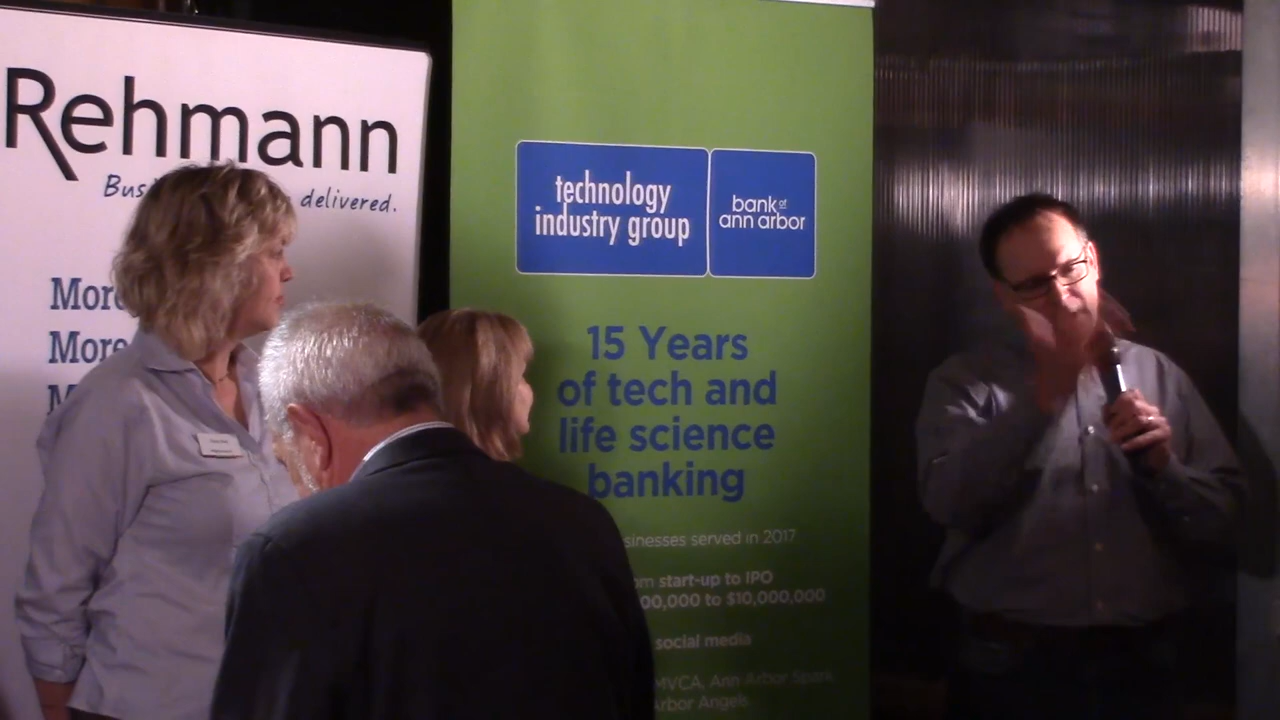 Rehmann
Bus delivered.
More
More
M
technology
industry group
bank of
ann arbor
15 Years
of tech and
life science
banking
sinesses served in 2017
om start-up to IPO
00,000 to $10,000,000
social media
MVCA, Ann Arbor Spark,
Arbor Angels